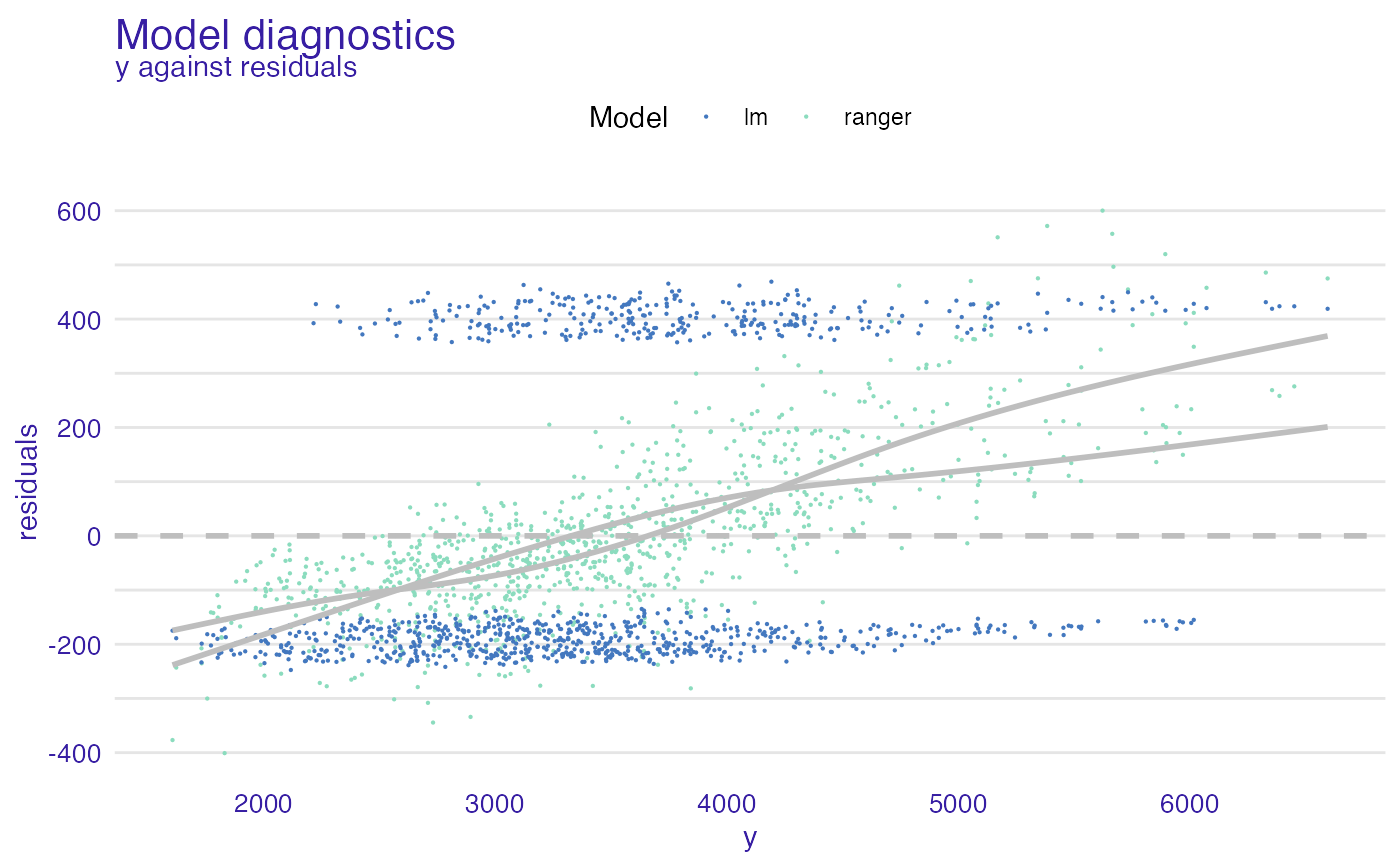 Model diagnostics
y against residuals
Model lm ranger
600
400
200
0
-200
-400
residuals
2000 3000 4000 5000 6000
y